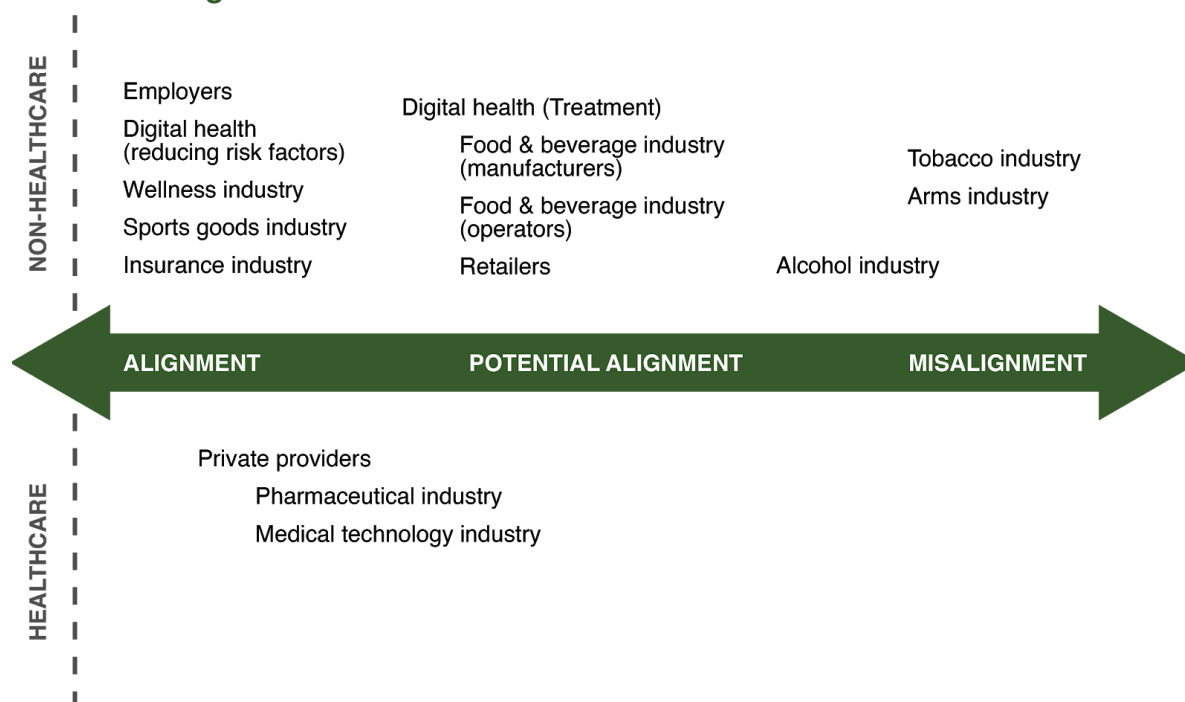 NON-HEALTHCARE
Employers
Digital health
(reducing risk factors)
Wellness industry
Sports goods industry
Insurance industry
Digital health (Treatment)
Food & beverage industry
(manufacturers)
Food & beverage industry
(operators)
Retailers
Tobacco industry
Arms industry
Alcohol industry
ALIGNMENT
POTENTIAL ALIGNMENT
MISALIGNMENT
HEALTHCARE
Private providers
Pharmaceutical industry
Medical technology industry